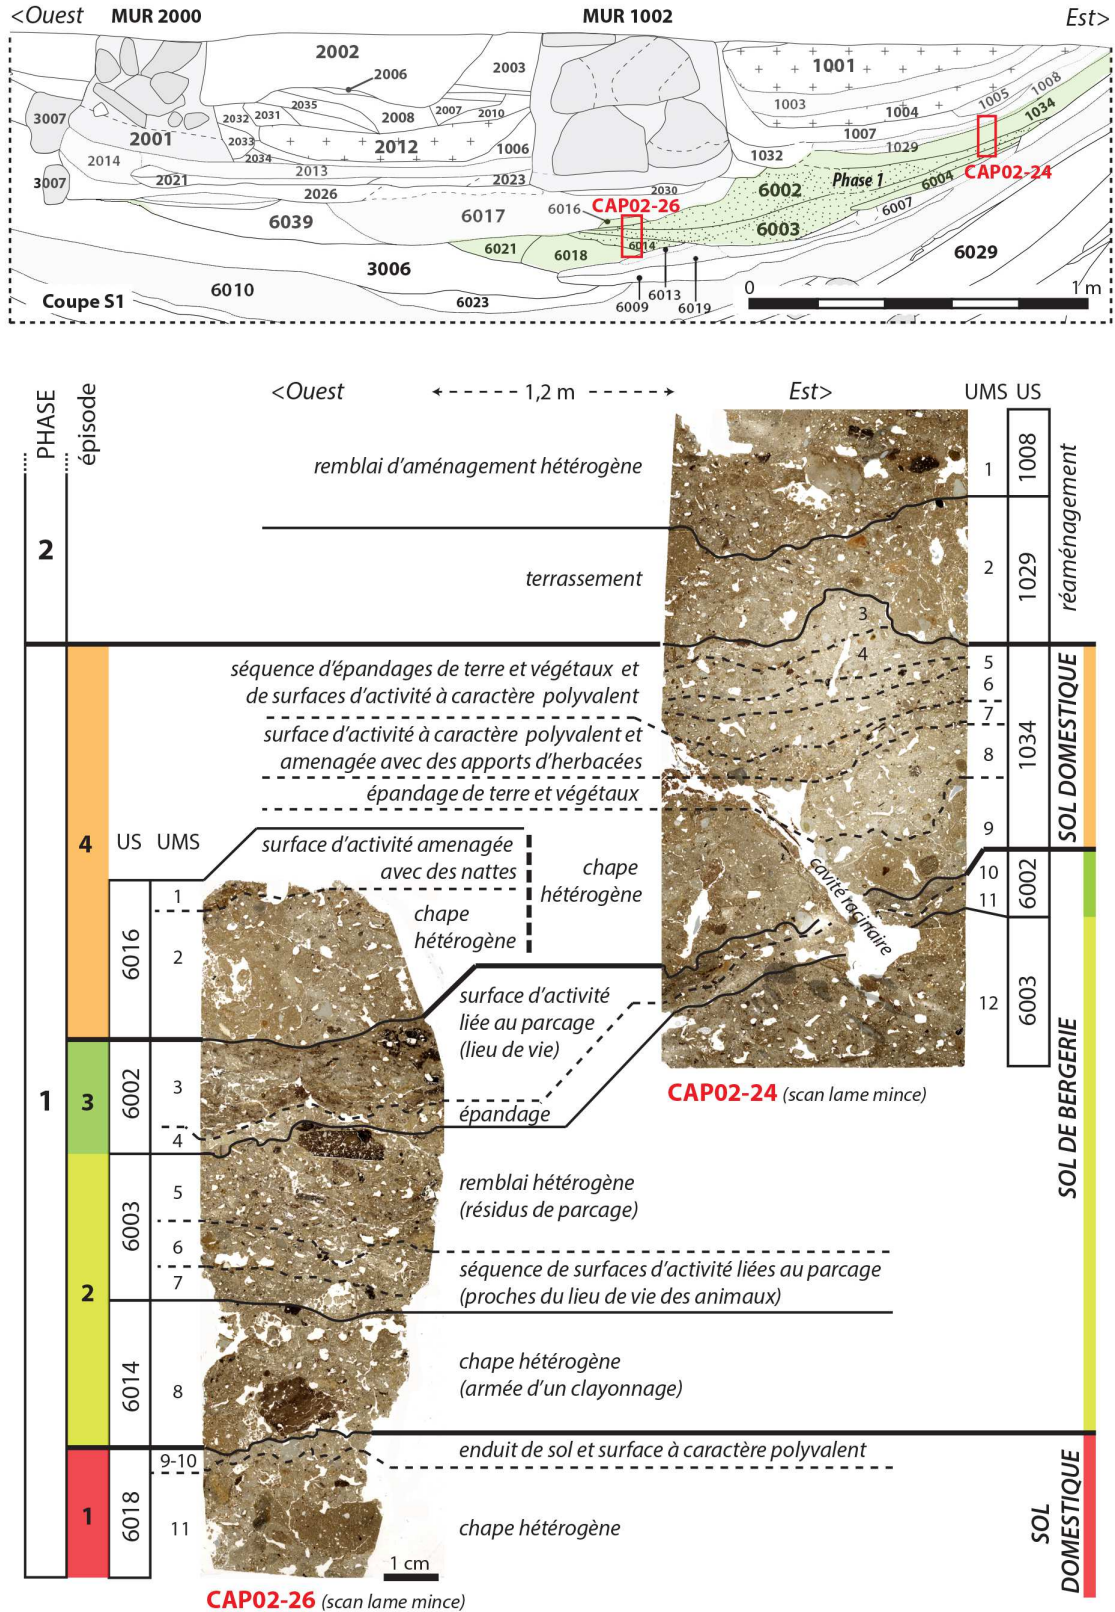 <Ouest MUR 2000 MUR 1002 Est>
2002
2006
2003
1001
2035
2007
2010
2008
2031
2032
3007
2001
2033
2034
2012
1006
2014
2013
2021
2023
2026
2030
3007
1003
1004
1005
1008
1007
1034
1029
1032
6002
Phase 1
6004
CAP02-24
6007
CAP02-26
6016
6039
6017
6003
6021
6018
6014
6029
3006
6010
6023
6009
6013
6019
Coupe S1
0
1 m
PHASE
épisode
<Ouest
1,2 m
Est>
UMS US
remblai d'aménagement hétérogène
1
1008
2
terrassement
2
1029
réaménagement
3
4
séquence d'épandages de terre et végétaux et
de surfaces d'activité à caractère polyvalent
5
6
7
surface d'activité à caractère polyvalent et
amenagée avec des apports d'herbacées
8
1034
SOL DOMESTIQUE
épandage de terre et végétaux
9
4
US UMS
surface d'activité amenagée
avec des nattes
chape
hétérogène
chape
hétérogène
cavité racinaire
10
11
6002
1
2
6016
surface d'activité
liée au parcage
(lieu de vie)
12
6003
CAP02-24 (scan lame mince)
1
3
6002
3
4
épandage
SOL DE BERGERIE
remblai hétérogène
(résidus de parcage)
5
6003
6
7
2
séquence de surfaces d'activité liées au parcage
(proches du lieu de vie des animaux)
chape hétérogène
(armée d'un clayonnage)
6014
8
enduit de sol et surface à caractère polyvalent
9-10
1
6018
11
chape hétérogène
SOL
DOMESTIQUE
1 cm
CAP02-26 (scan lame mince)